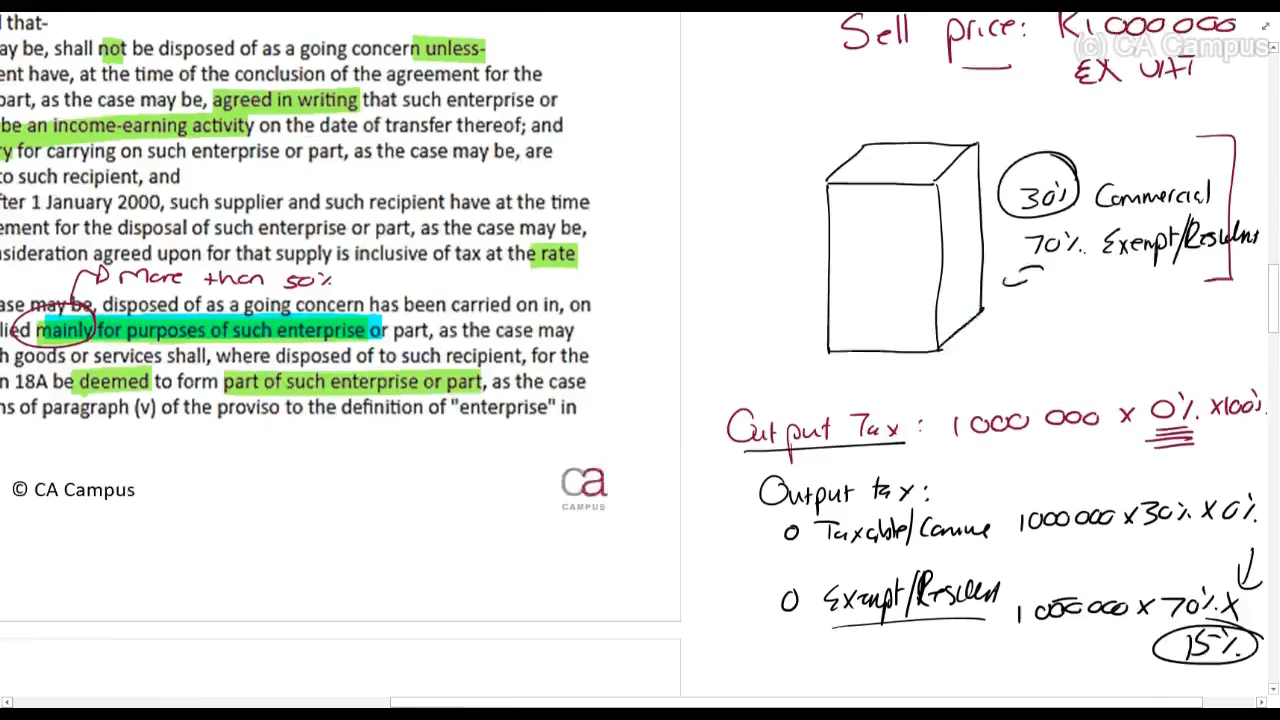 that-
ay be, shall not be disposed of as a going concern unless-
ent have, at the time of the conclusion of the agreement for the
part, as the case may be, agreed in writing that such enterprise or
be an income-earning activity on the date of transfer thereof; and
ry for carrying on such enterprise or part, as the case may be, are
to such recipient, and
fter 1 January 2000, such supplier and such recipient have at the time
ement for the disposal of such enterprise or part, as the case may be,
sideration agreed upon for that supply is inclusive of tax at the rate
More than 50%
ase may be, disposed of as a going concern has been carried on in, on
lied mainly for purposes of such enterprise or part, as the case may
h goods or services shall, where disposed of to such recipient, for the
n 18A be deemed to form part of such enterprise or part, as the case
ns of paragraph (v) of the proviso to the definition of "enterprise" in
© CA Campus
ca
CAMPUS
Sell price: R1 000 000
(c) CA Campus
EX VAT
30% Commercial
70% Exempt/Resident
Output Tax: 1 000 000 x 0% x100%
Output tax:
Taxable/Comme 1000 000 x 30% x 0%
Exempt/Resident 1 000 000 x 70% x
15%